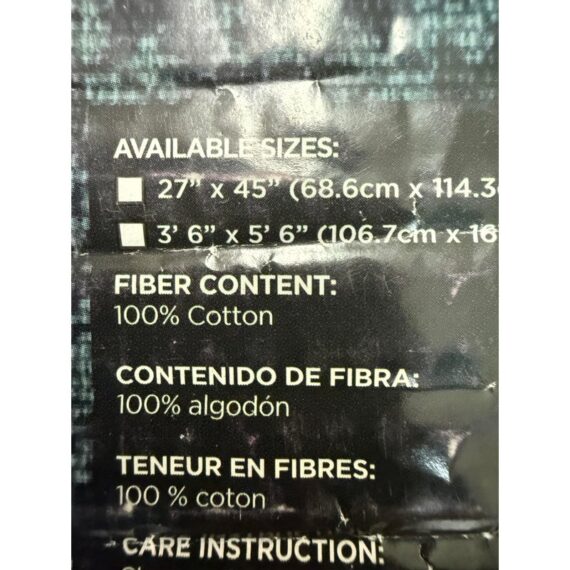 AVAILABLE SIZES:
27" x 45" (68.6cm x 114.3
3' 6" x 5' 6" (106.7cm x 16
FIBER CONTENT:
100% Cotton
CONTENIDO DE FIBRA:
100% algodón
TENEUR EN FIBRES:
100 % coton
CARE INSTRUCTION: